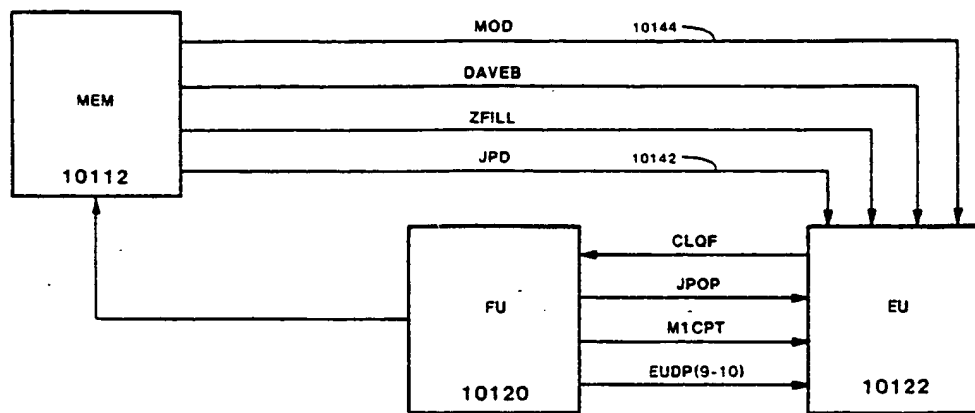 MOD
10144
DAVEB
MEM
ZFILL
JPD
10142
10112
CLQF
JPOP
FU
EU
M1CPT
EUDP(9-10)
10120
10122